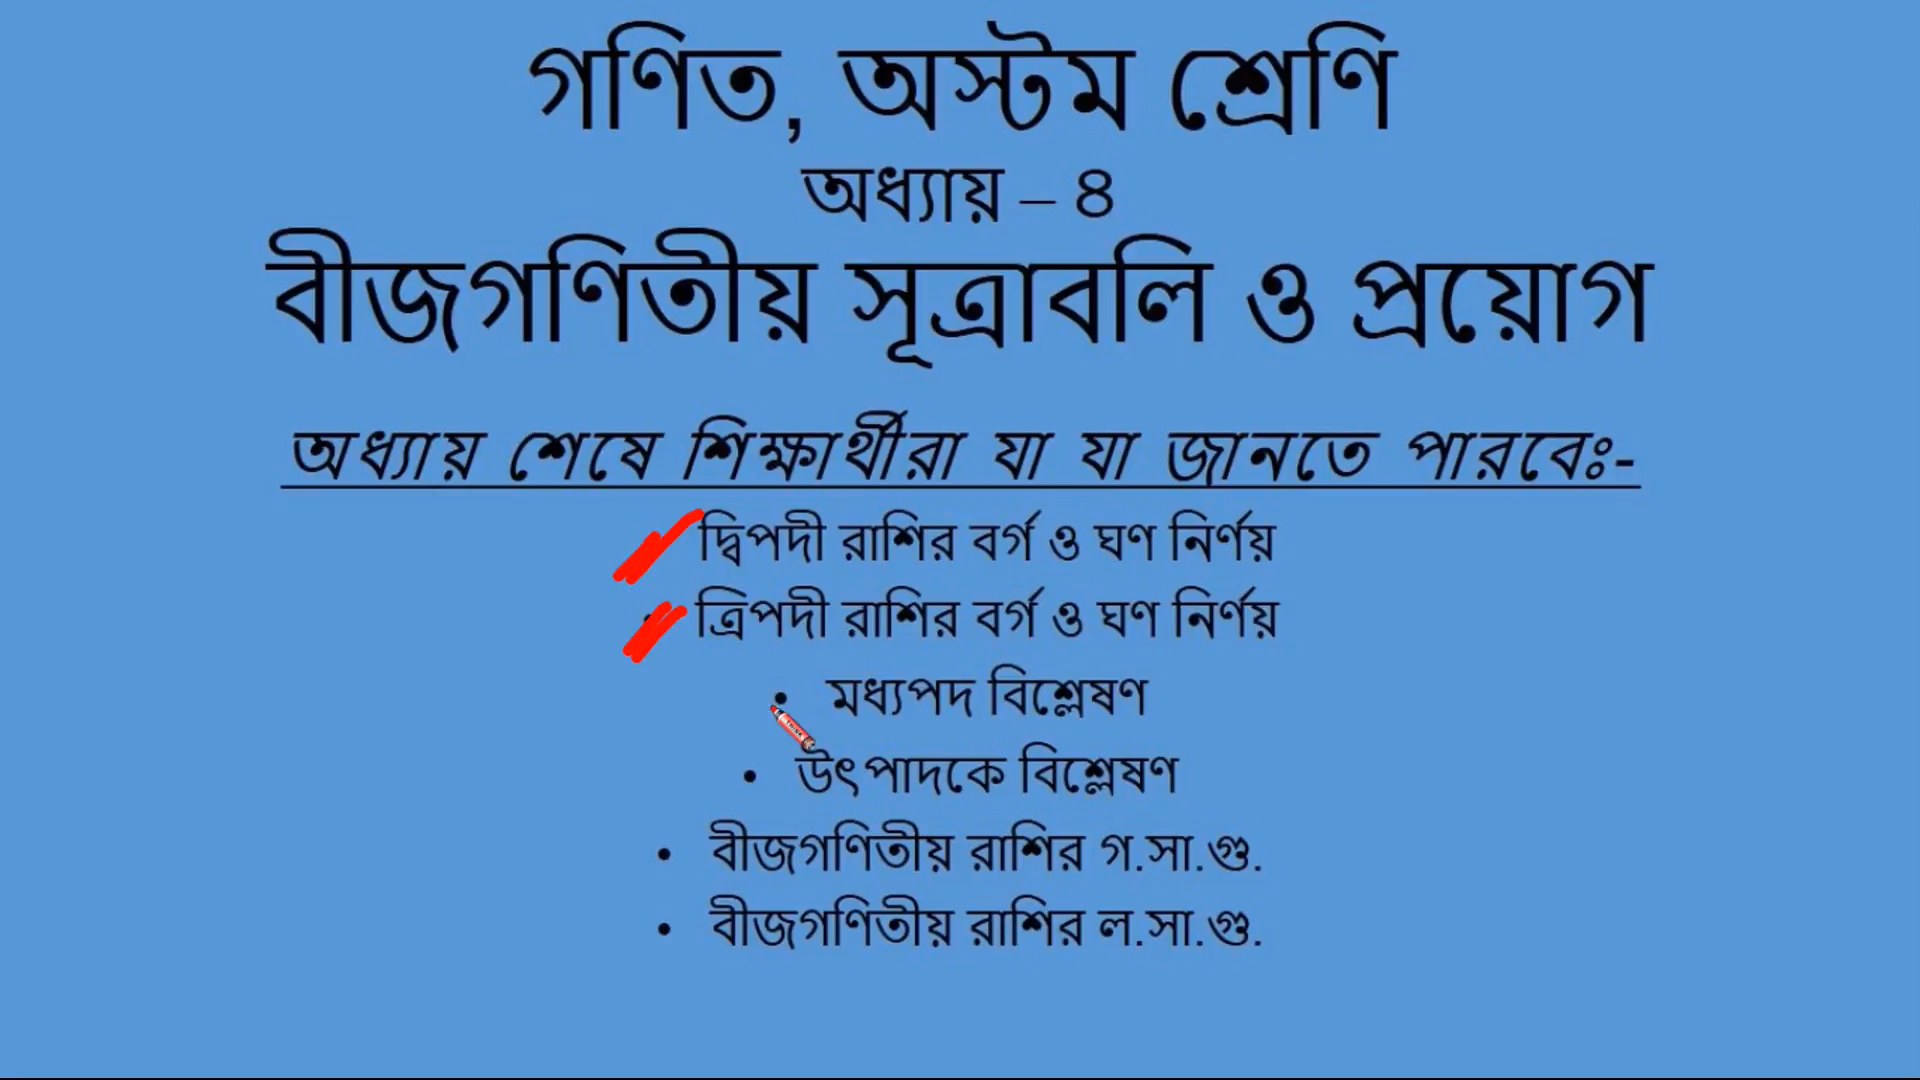 গণিত, অস্টম শ্রেণি
অধ্যায় – ৪
বীজগণিতীয় সূত্রাবলি ও প্রয়োগ
অধ্যায় শেষে শিক্ষার্থীরা যা যা জানতে পারবেঃ-
দ্বিপদী রাশির বর্গ ও ঘণ নির্ণয়
• ত্রিপদী রাশির বর্গ ও ঘণ নির্ণয়
• মধ্যপদ বিশ্লেষণ
• উৎপাদকে বিশ্লেষণ
• বীজগণিতীয় রাশির গ.সা.গু.
• বীজগণিতীয় রাশির ল.সা.গু.